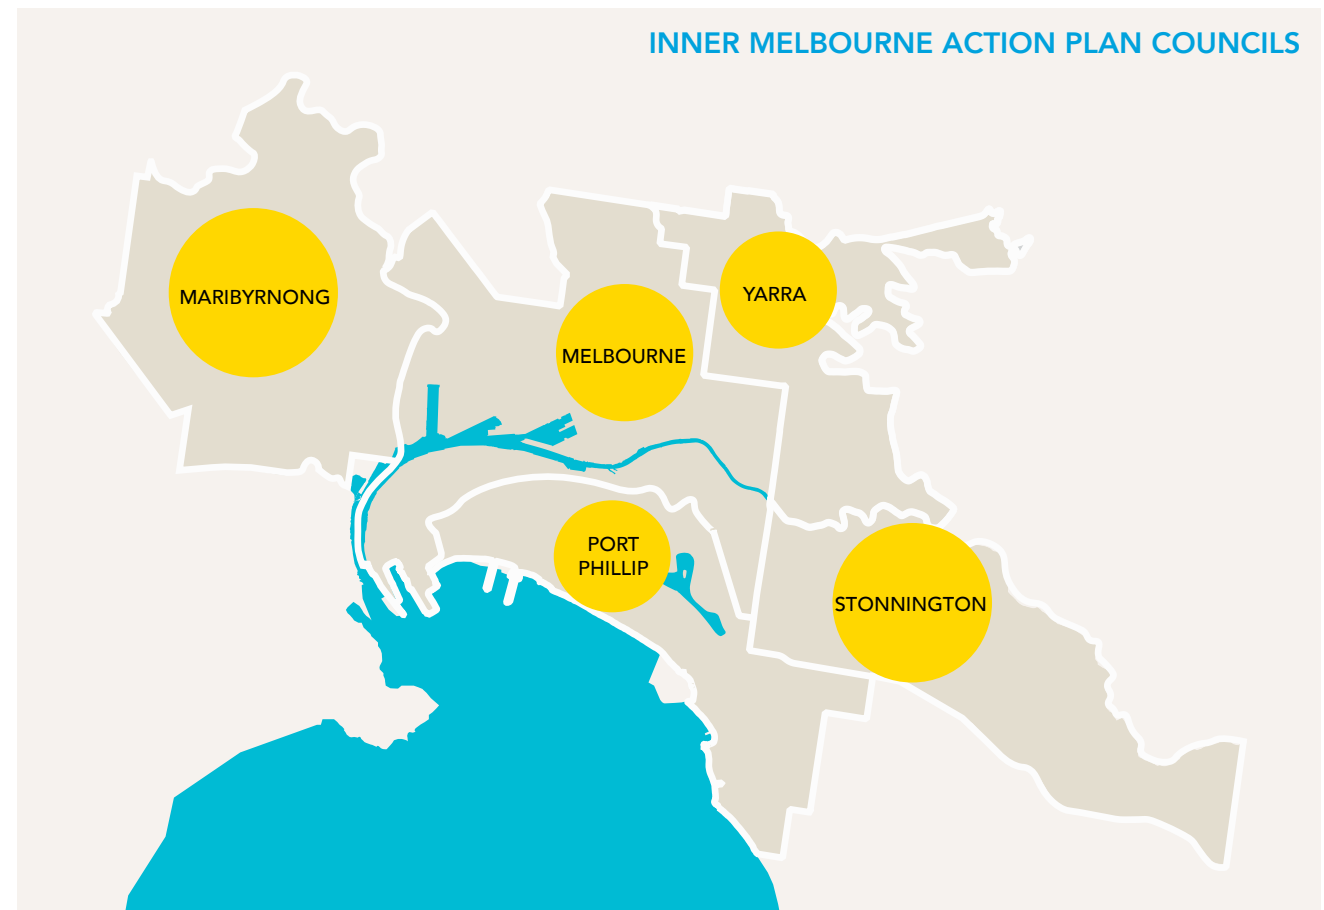 INNER MELBOURNE ACTION PLAN COUNCILS
MARIBYRNONG
YARRA
MELBOURNE
PORT
PHILLIP
STONNINGTON